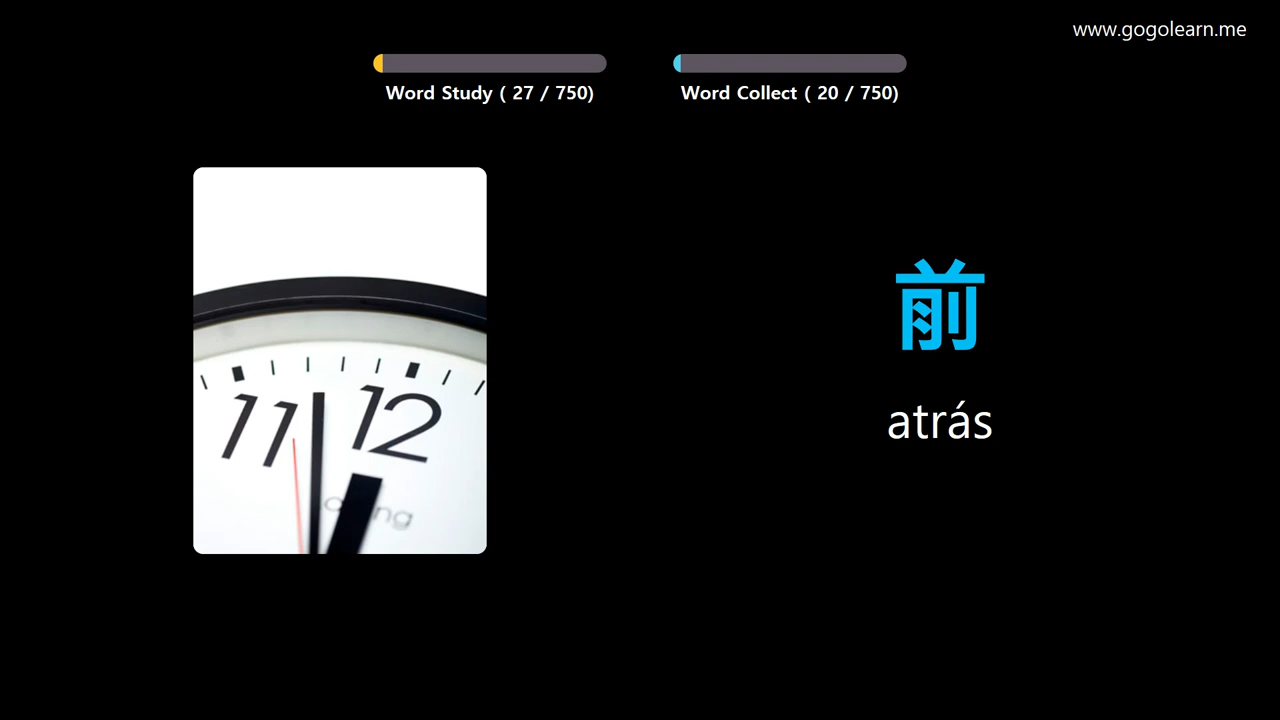 www.gogolearn.me
Word Study ( 27 / 750)
Word Collect ( 20 / 750)
前
atrás
11
12